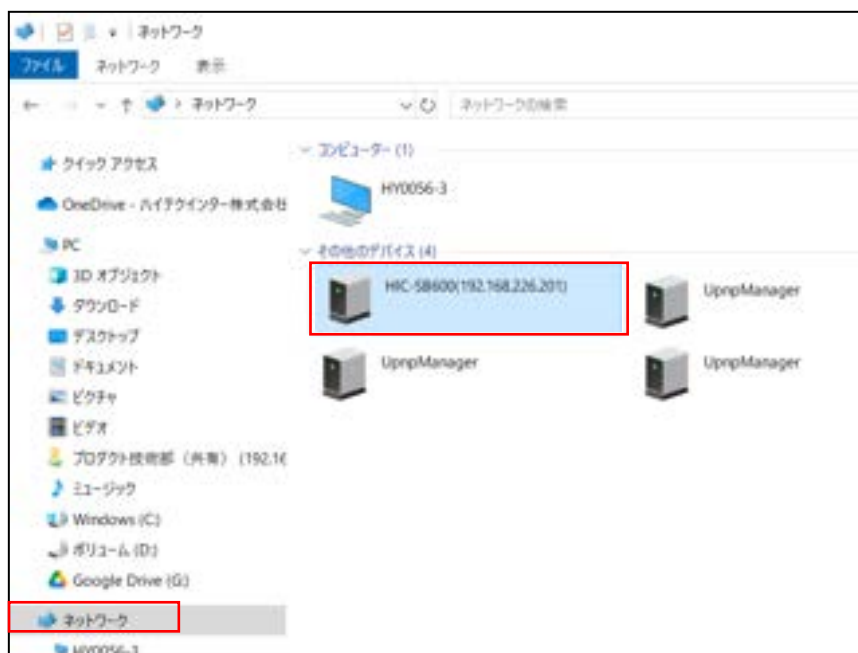 ネットワーク
ファイル ネットワーク 表示
ネットワーク ネットワークの検索
クイック アクセス
OneDrive - ハイテクインター株式会社
PC
3D オブジェクト
ダウンロード
デスクトップ
ドキュメント
ピクチャ
ビデオ
プロダクト技術部（共有） (192.16
ミュージック
Windows (C:)
ボリューム (D:)
Google Drive (G:)
ネットワーク
HY0056-3
コンピューター (1)
HY0056-3
その他のデバイス (4)
HIC-SB600(192.168.226.201)
UpnpManager
UpnpManager
UpnpManager